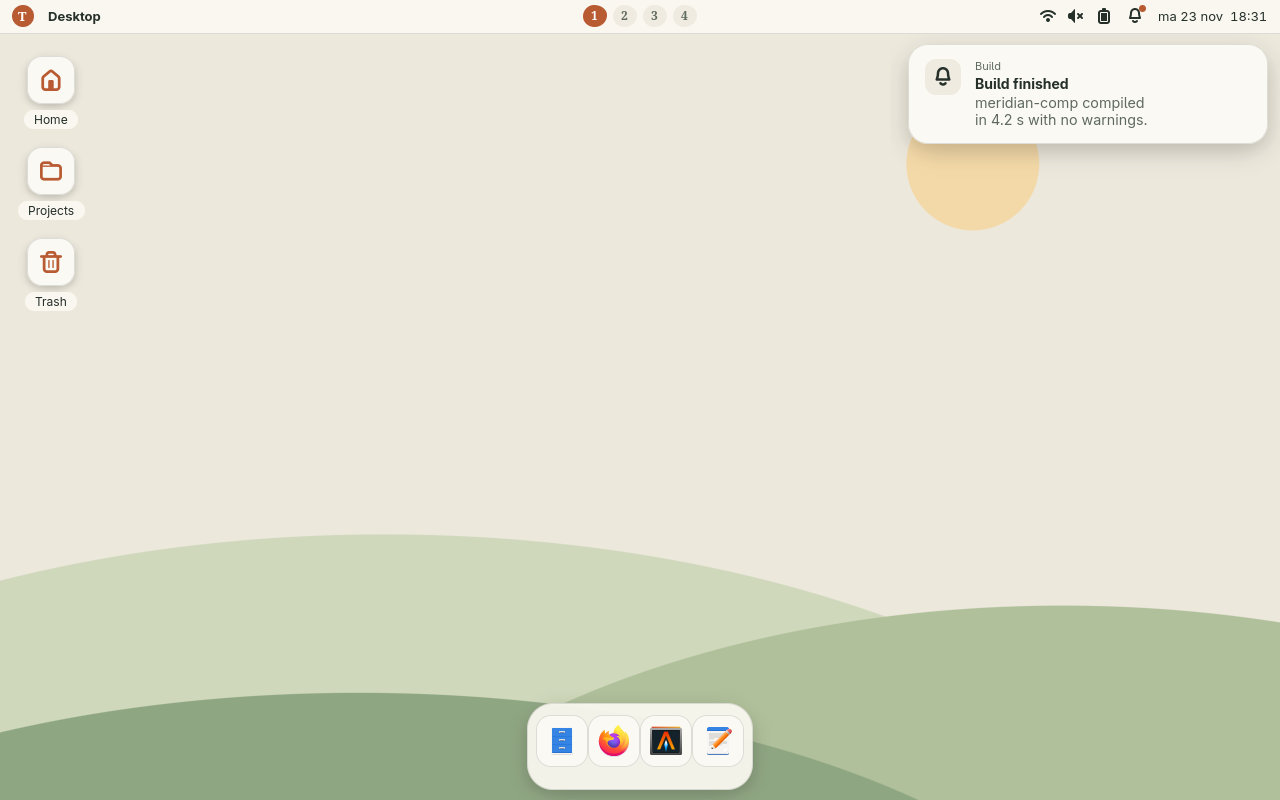 T Desktop 1 2 3 4 ma 23 nov 18:31
Home
Projects
Trash
Build
Build finished
meridian-comp compiled
in 4.2 s with no warnings.